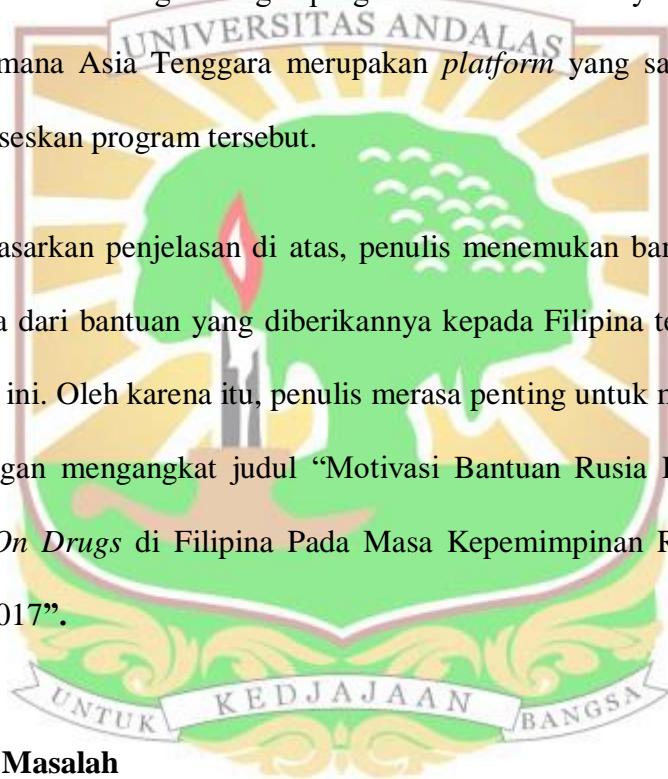 UNIVERSITAS ANDALAS
mana Asia Tenggara merupakan platform yang sa
seskan program tersebut.
asarkan penjelasan di atas, penulis menemukan bar
a dari bantuan yang diberikannya kepada Filipina te
ini. Oleh karena itu, penulis merasa penting untuk m
gan mengangkat judul “Motivasi Bantuan Rusia
On Drugs di Filipina Pada Masa Kepemimpinan R
017”.
UNTUK KEDJAJAAN BANGSA
Masalah